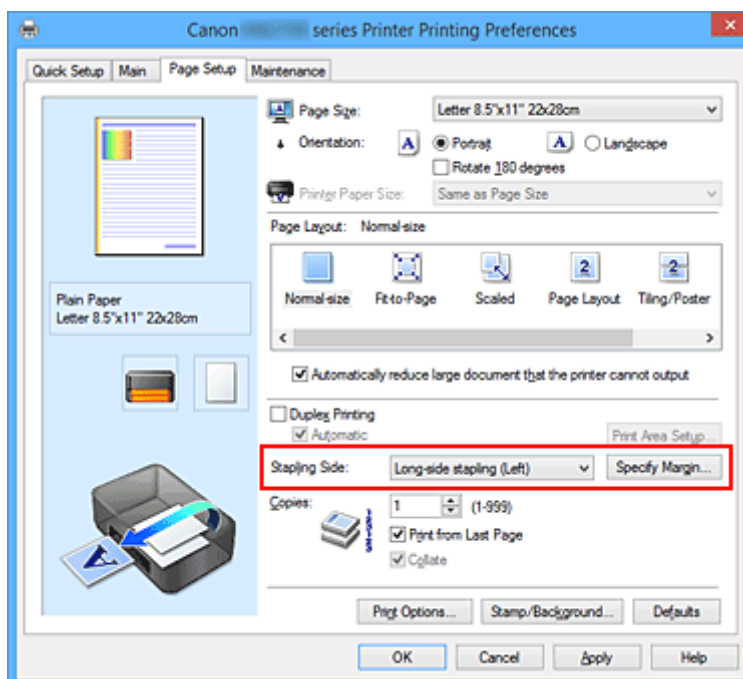 Canon series Printer Printing Preferences
Quick Setup Main Page Setup Maintenance
Page Size: Letter 8.5"x11" 22x28cm
Orientation: A Portrait A Landscape
Rotate 180 degrees
Printer Paper Size: Same as Page Size
Page Layout: Normal-size
2 2
Normal-size Fit-to-Page Scaled Page Layout Tiling/Poster
Plain Paper
Letter 8.5"x11" 22x28cm
Automatically reduce large document that the printer cannot output
Duplex Printing
Automatic Print Area Setup...
Stapling Side: Long-side stapling (Left) Specify Margin...
Copies: 1 (1-999)
Print from Last Page
Collate
A
Print Options... Stamp/Background... Defaults
OK Cancel Apply Help